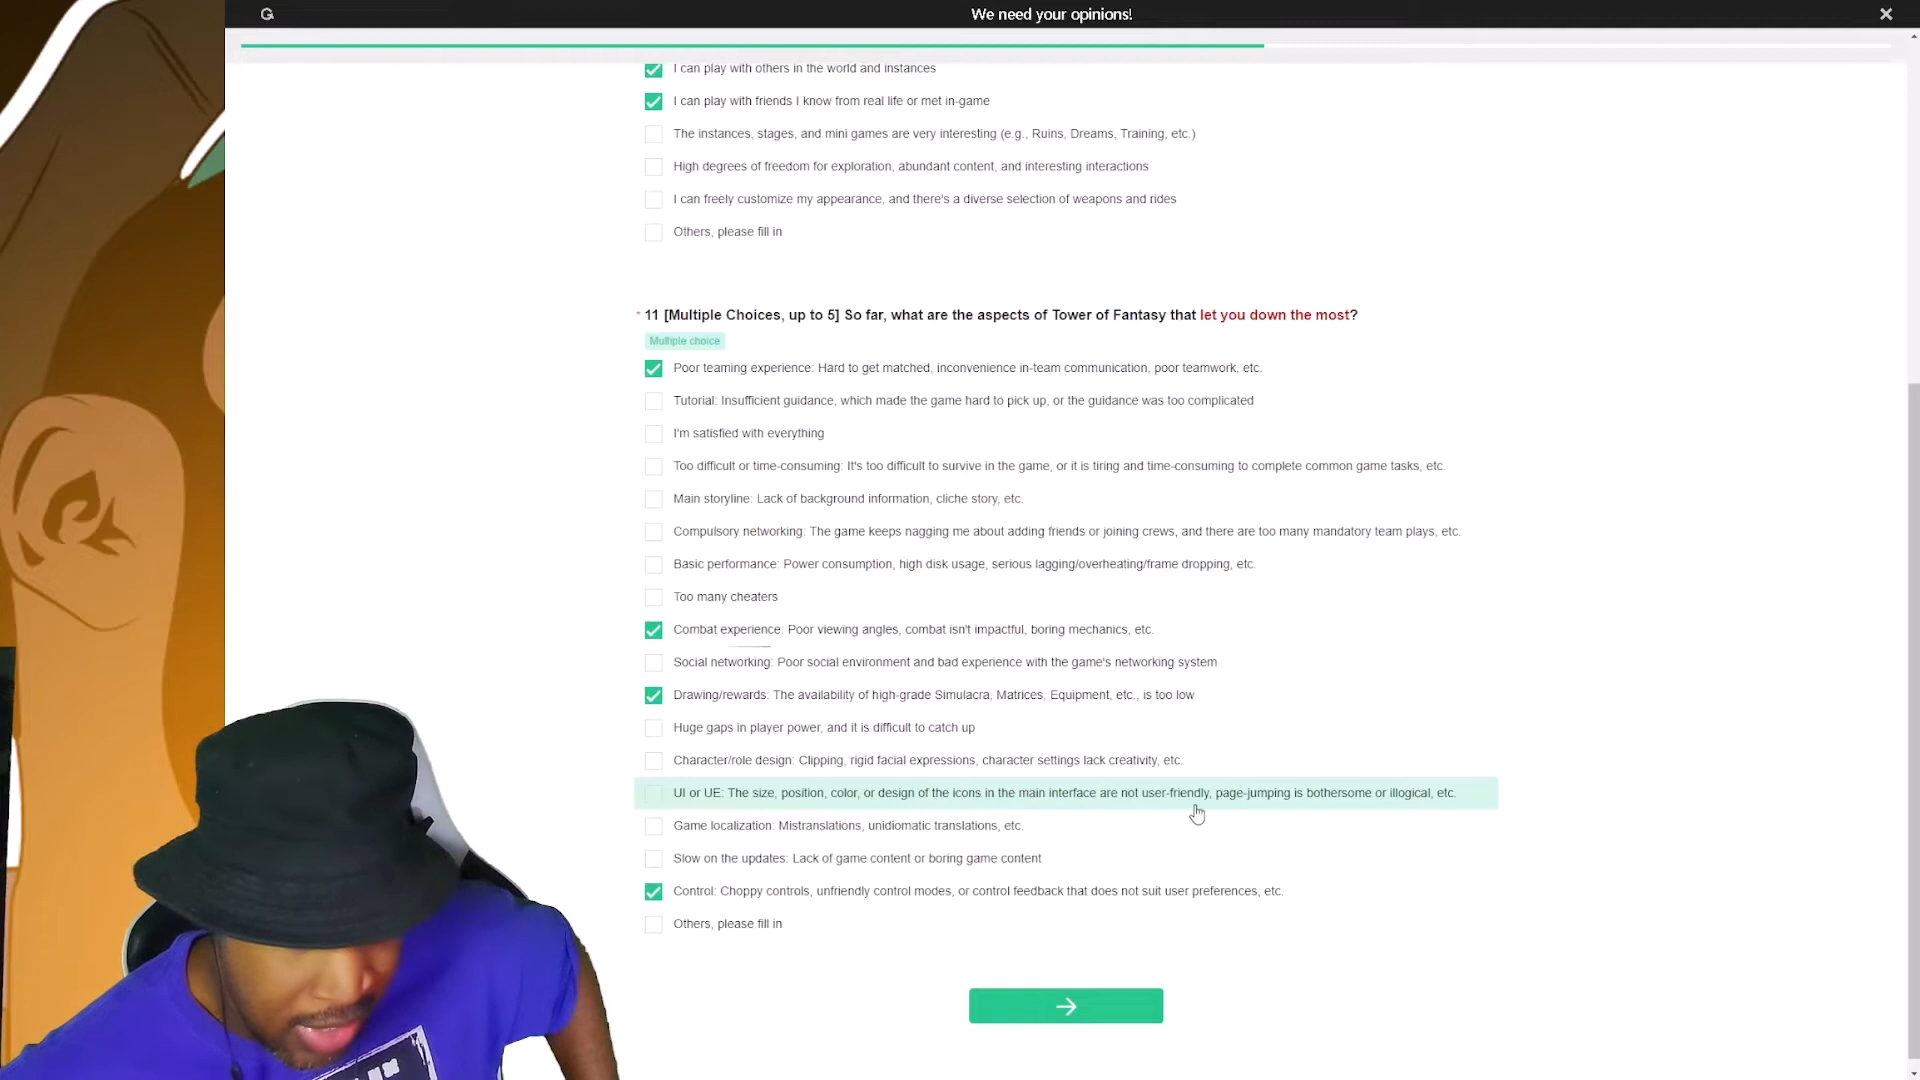 We need your opinions!
I can play with others in the world and instances
I can play with friends I know from real life or met in-game
The instances, stages, and mini games are very interesting (e.g., Ruins, Dreams, Training, etc.)
High degrees of freedom for exploration, abundant content, and interesting interactions
I can freely customize my appearance, and there's a diverse selection of weapons and rides
Others, please fill in
* 11 [Multiple Choices, up to 5] So far, what are the aspects of Tower of Fantasy that let you down the most?
Multiple choice
Poor teaming experience: Hard to get matched, inconvenience in-team communication, poor teamwork, etc.
Tutorial: Insufficient guidance, which made the game hard to pick up, or the guidance was too complicated
I'm satisfied with everything
Too difficult or time-consuming: It's too difficult to survive in the game, or it is tiring and time-consuming to complete common game tasks, etc.
Main storyline: Lack of background information, cliche story, etc.
Compulsory networking: The game keeps nagging me about adding friends or joining crews, and there are too many mandatory team plays, etc.
Basic performance: Power consumption, high disk usage, serious lagging/overheating/frame dropping, etc.
Too many cheaters
Combat experience: Poor viewing angles, combat isn't impactful, boring mechanics, etc.
Social networking: Poor social environment and bad experience with the game's networking system
Drawing/rewards: The availability of high-grade Simulacra, Matrices, Equipment, etc., is too low
Huge gaps in player power, and it is difficult to catch up
Character/role design: Clipping, rigid facial expressions, character settings lack creativity, etc.
UI or UE: The size, position, color, or design of the icons in the main interface are not user-friendly, page-jumping is bothersome or illogical, etc.
Game localization: Mistranslations, unidiomatic translations, etc.
Slow on the updates: Lack of game content or boring game content
Control: Choppy controls, unfriendly control modes, or control feedback that does not suit user preferences, etc.
Others, please fill in